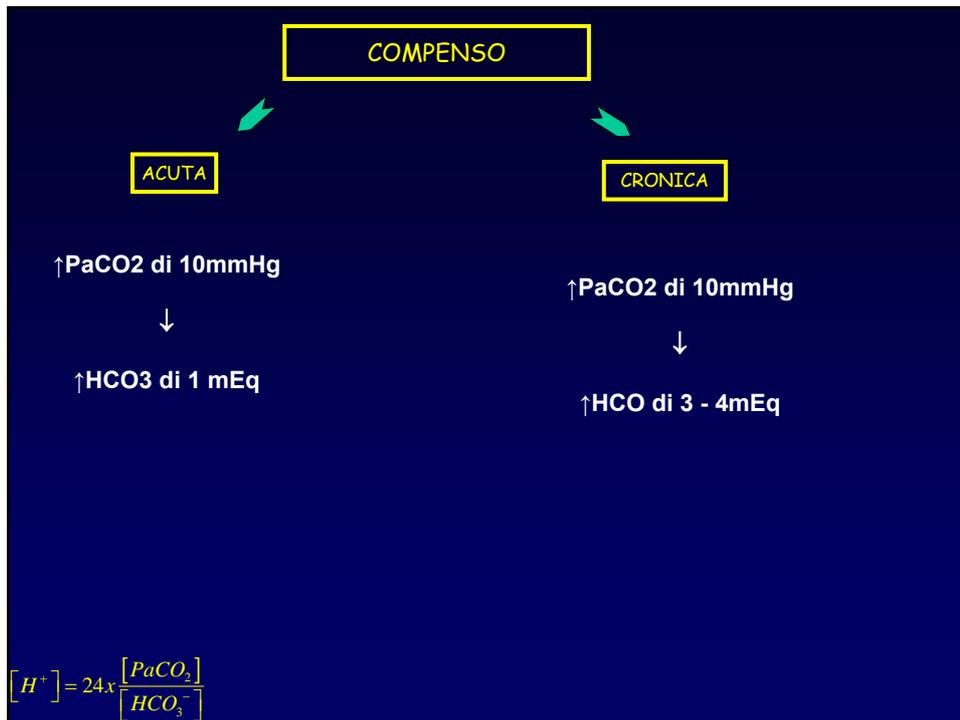 COMPENSO
ACUTA
CRONICA
↑PaCO2 di 10mmHg
↓
↑HCO3 di 1 mEq
↑PaCO2 di 10mmHg
↓
↑HCO di 3 - 4mEq
[H⁺] = 24x [PaCO₂] / [HCO₃⁻]